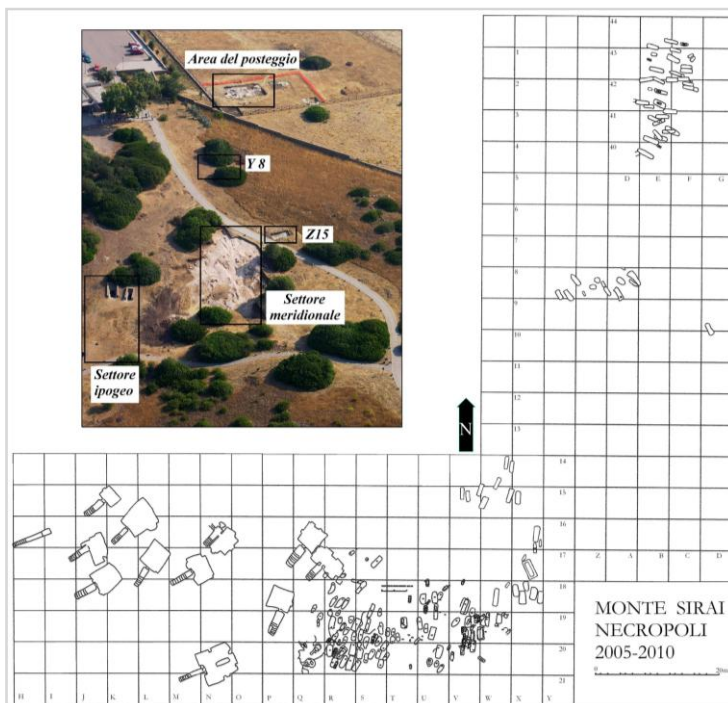 Area del posteggio
Y 8
Z15
Settore
meridionale
Settore
ipogeo
N
44
1 43
2 42
3 41
4 40
D E F G
5
6
7
8
9
10
11
12
13
14
15
16
Z A B C D
17
18
19
20
21
H I J K L M N O P Q R S T U V W X Y
MONTE SIRAI
NECROPOLI
2005-2010
0 20m